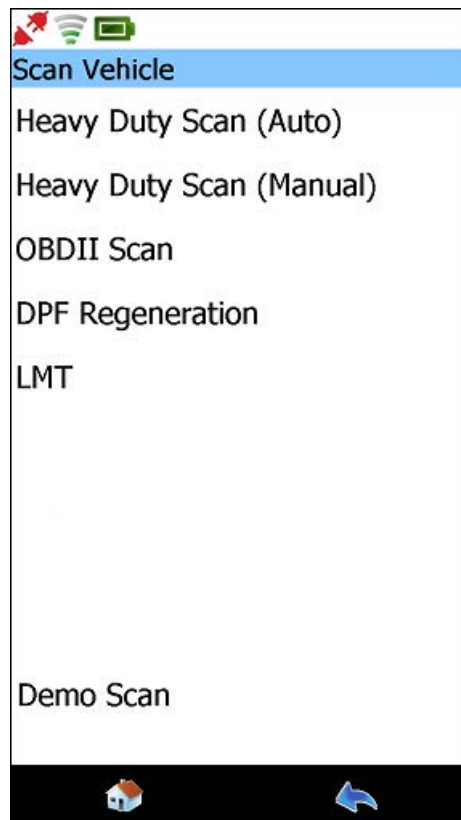 Scan Vehicle
Heavy Duty Scan (Auto)
Heavy Duty Scan (Manual)
OBDII Scan
DPF Regeneration
LMT
Demo Scan